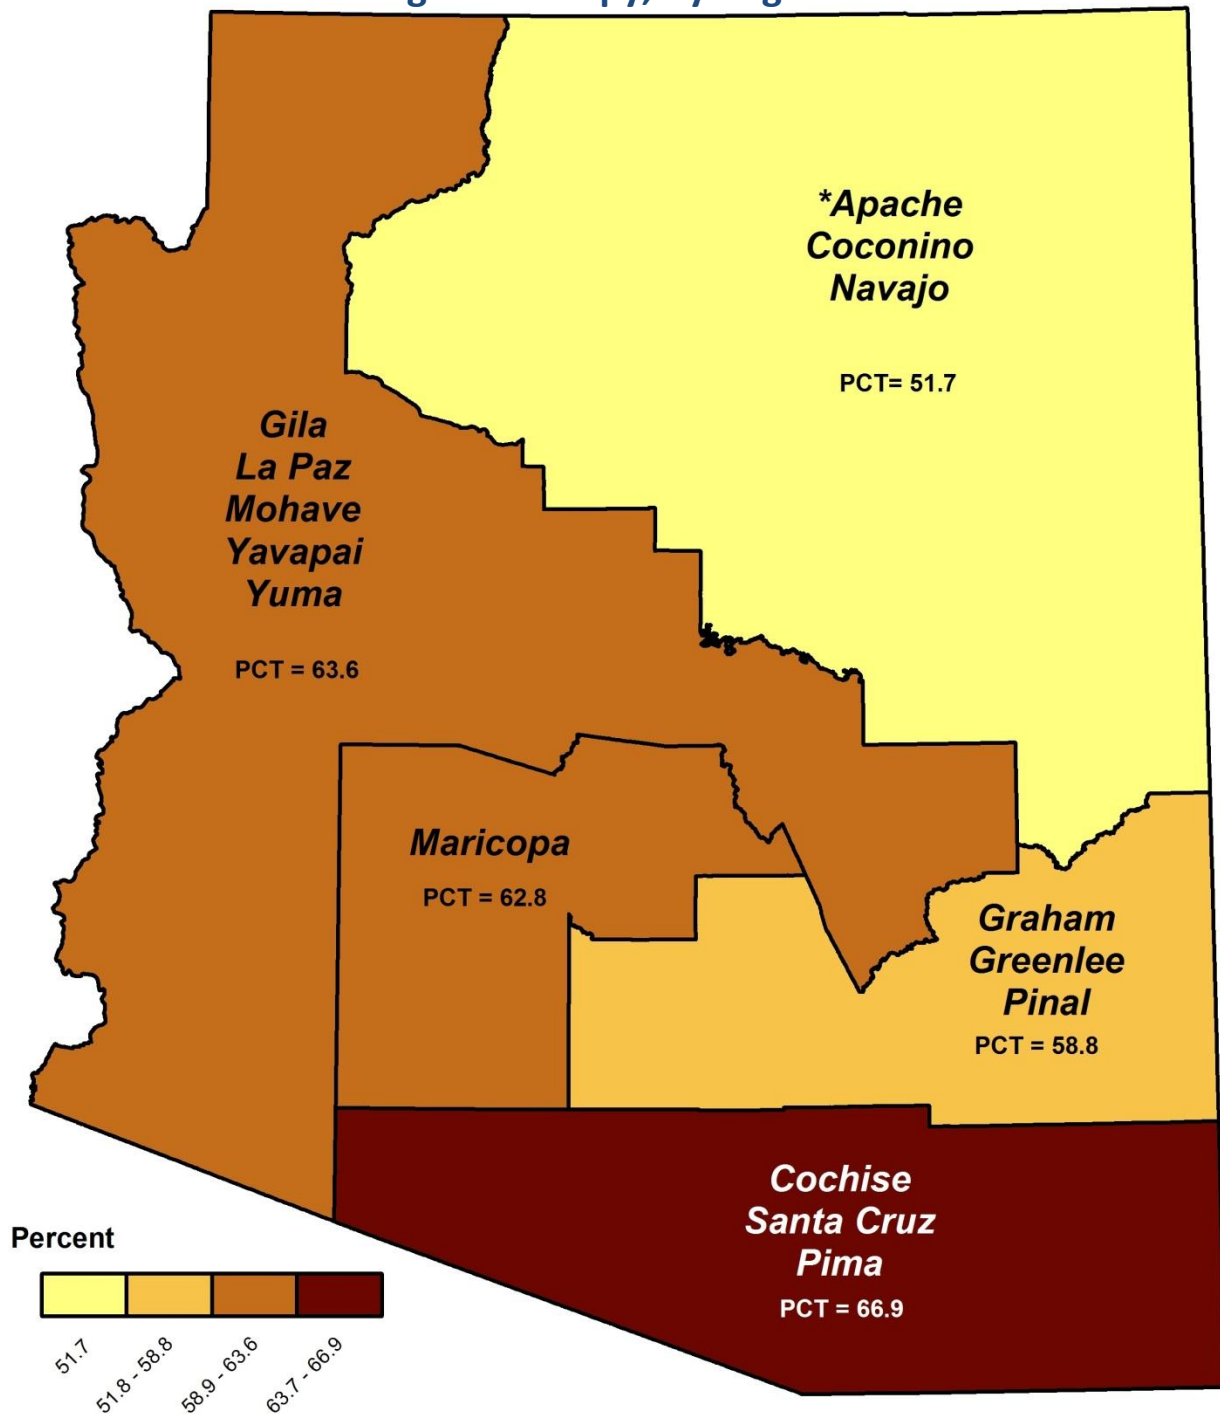 *Apache
Coconino
Navajo
PCT= 51.7
Gila
La Paz
Mohave
Yavapai
Yuma
PCT = 63.6
Maricopa
PCT = 62.8
Graham
Greenlee
Pinal
PCT = 58.8
Cochise
Santa Cruz
Pima
PCT = 66.9
Percent
51.7
51.8 - 58.8
58.9 - 63.6
63.7 - 66.9